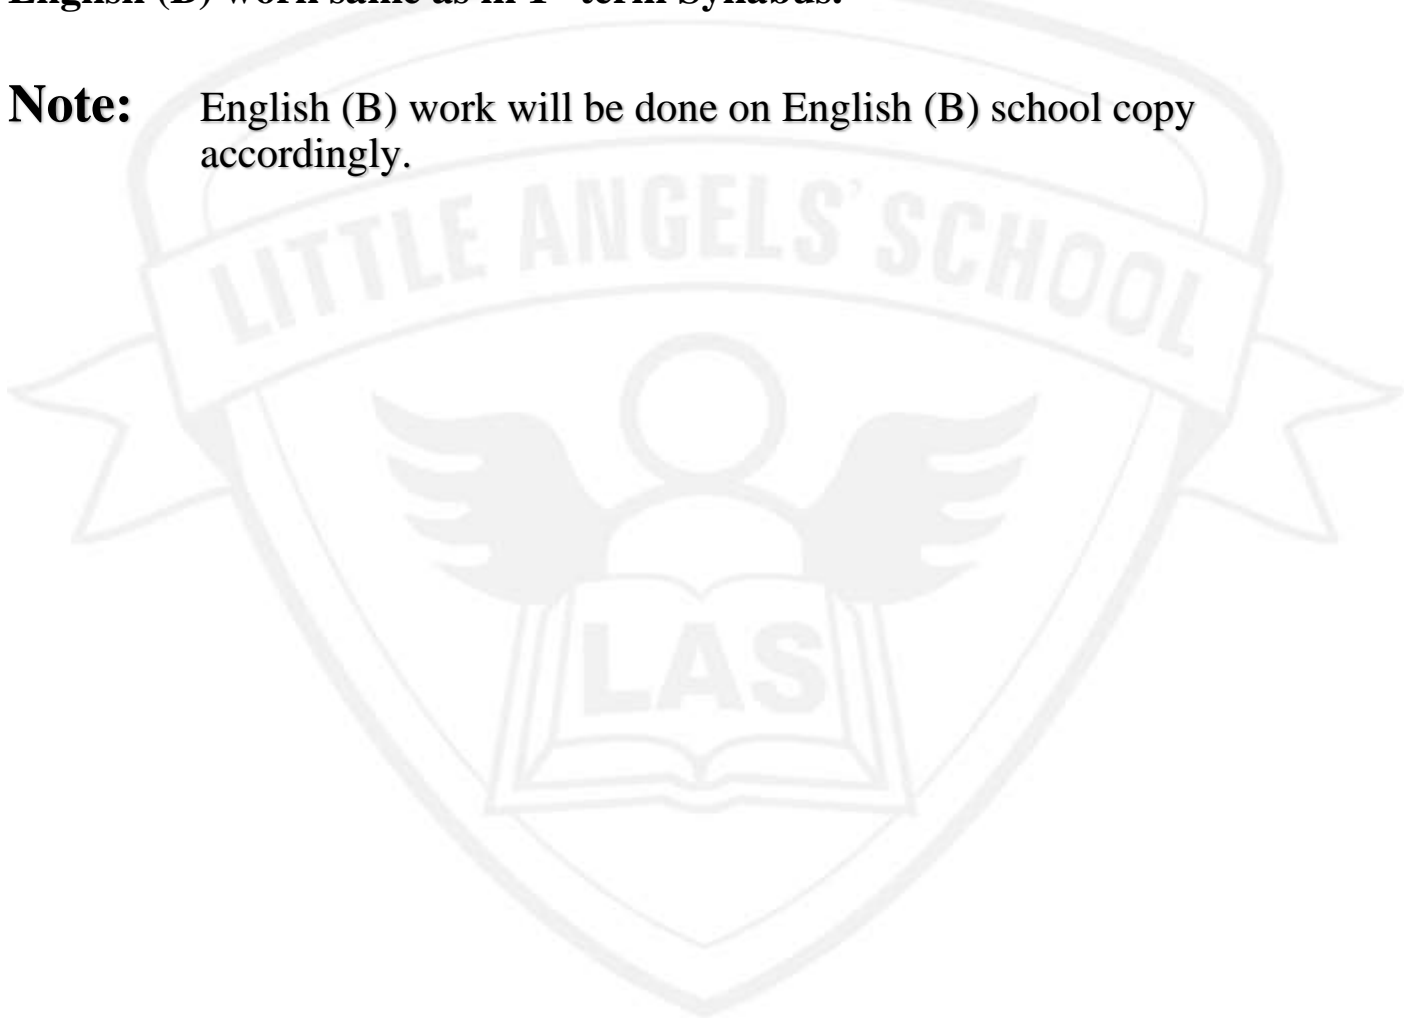 English (B) work same as in 1st term Syllabus.
Note: English (B) work will be done on English (B) school copy
accordingly.
LITTLE ANGELS' SCHOOL
LAS